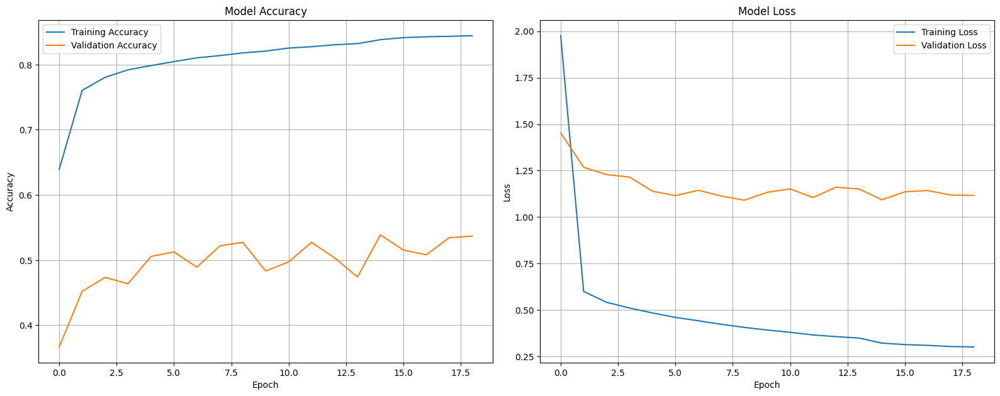 Model Accuracy
Training Accuracy
Validation Accuracy
Accuracy
0.8
0.7
0.6
0.5
0.4
0.0 2.5 5.0 7.5 10.0 12.5 15.0 17.5
Epoch
Model Loss
Training Loss
Validation Loss
Loss
2.00
1.75
1.50
1.25
1.00
0.75
0.50
0.25
0.0 2.5 5.0 7.5 10.0 12.5 15.0 17.5
Epoch